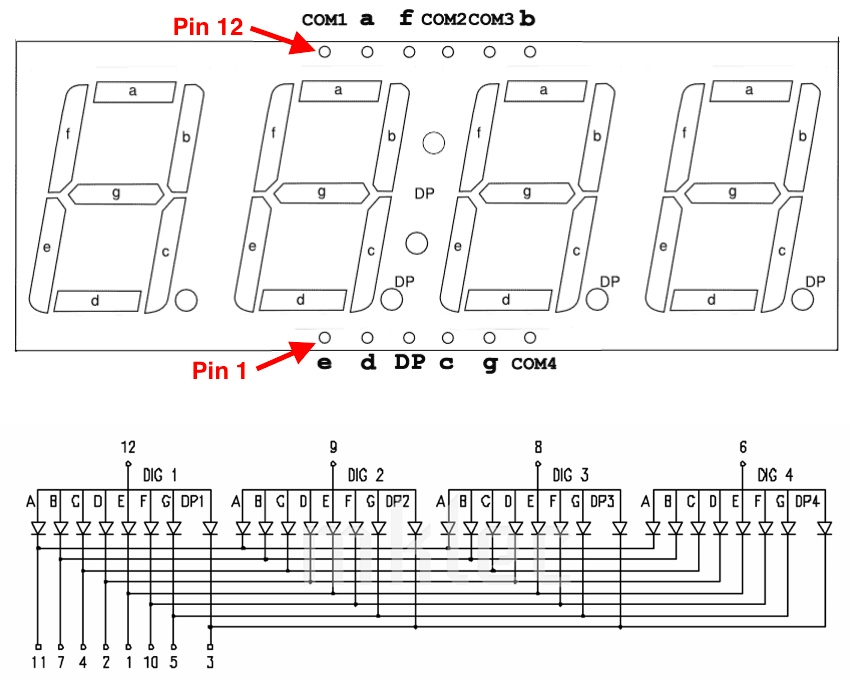 COM1 a f COM2 COM3 b
Pin 12
a a a a
f b f b f b f b
g g DP g g
e c e c e c e c
d d DP d DP d DP
Pin 1
e d DP c g COM4
12 9 8 6
DIG 1 DIG 2 DIG 3 DIG 4
A B C D E F G DP1 A B C D E F G DP2 A B C D E F G DP3 A B C D E F G DP4
mklec
11 7 4 2 1 10 5 3